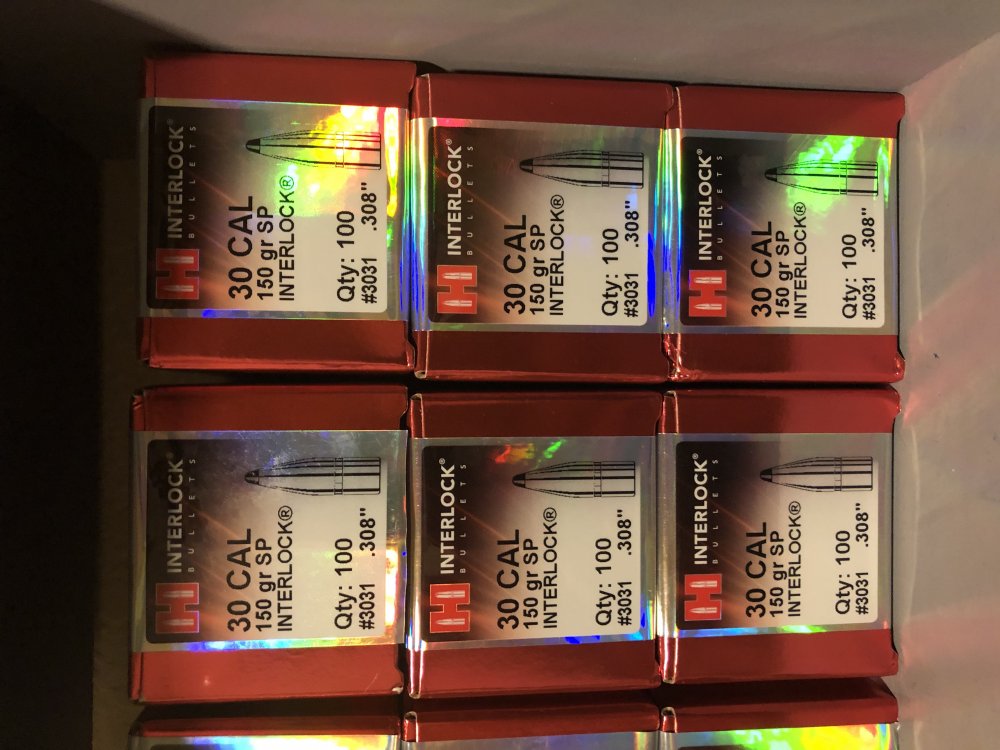 INTERLOCK®
BULLETS
30 CAL
150 gr SP
INTERLOCK®
Qty: 100
#3031 .308"
INTERLOCK®
BULLETS
30 CAL
150 gr SP
INTERLOCK®
Qty: 100
#3031 .308"
INTERLOCK®
BULLETS
30 CAL
150 gr SP
INTERLOCK®
Qty: 100
#3031 .308"
INTERLOCK®
BULLETS
30 CAL
150 gr SP
INTERLOCK®
Qty: 100
#3031 .308"
INTERLOCK®
BULLETS
30 CAL
150 gr SP
INTERLOCK®
Qty: 100
#3031 .308"
INTERLOCK®
BULLETS
30 CAL
150 gr SP
INTERLOCK®
Qty: 100
#3031 .308"